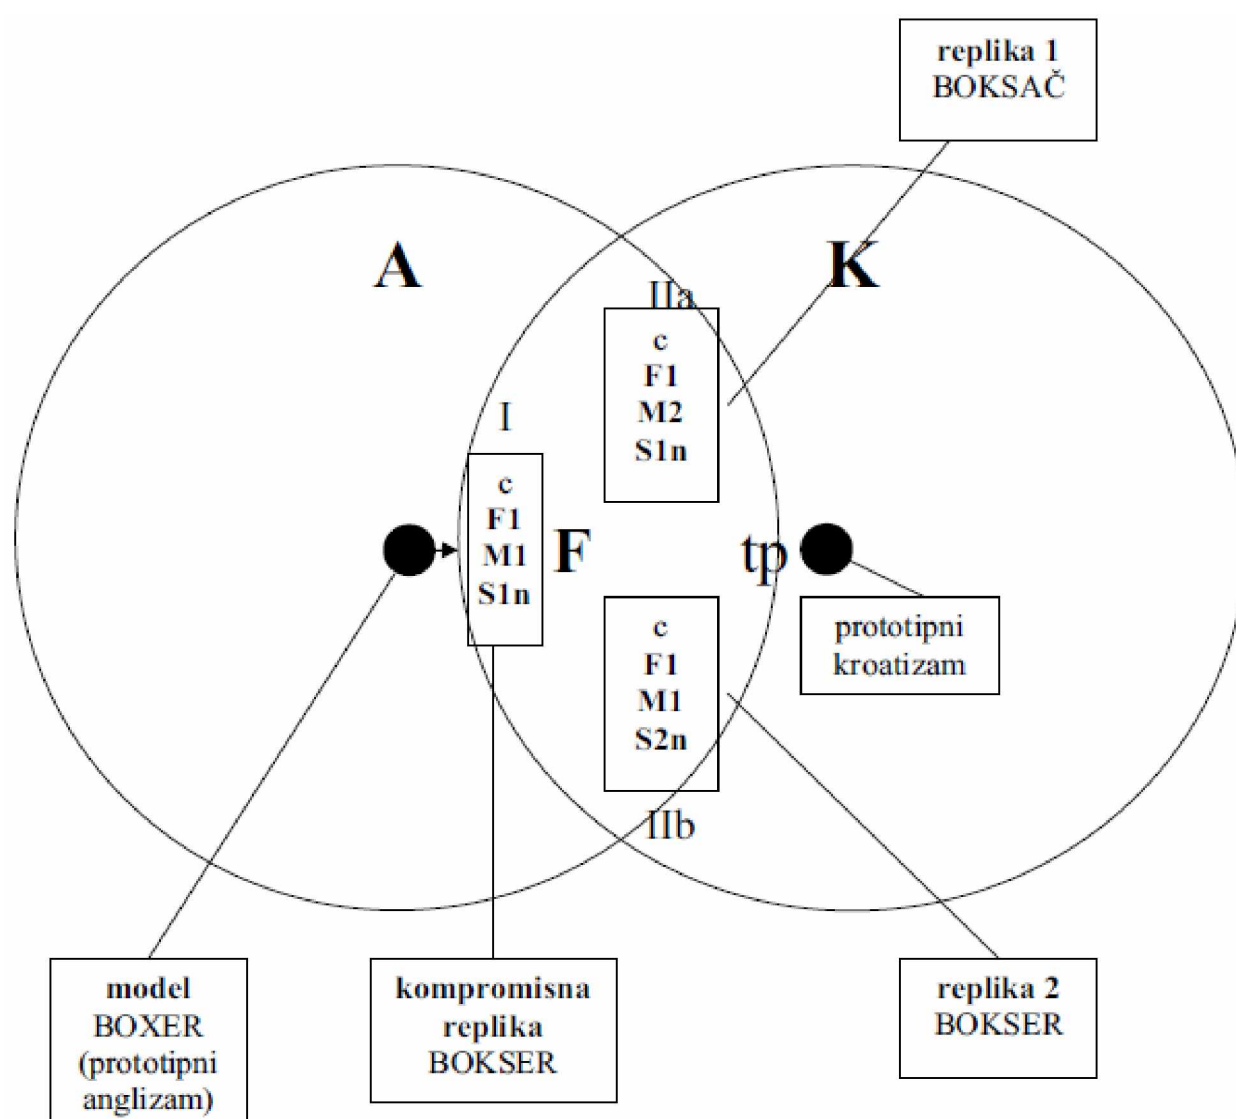 replika 1
BOKSAČ
A
K
IIa
c
F1
M2
S1n
I
c
F1
M1
S1n
F
tp
c
F1
M1
S2n
IIb
prototipni
kroatizam
model
BOXER
(prototipni
anglizam)
kompromisna
replika
BOKSER
replika 2
BOKSER